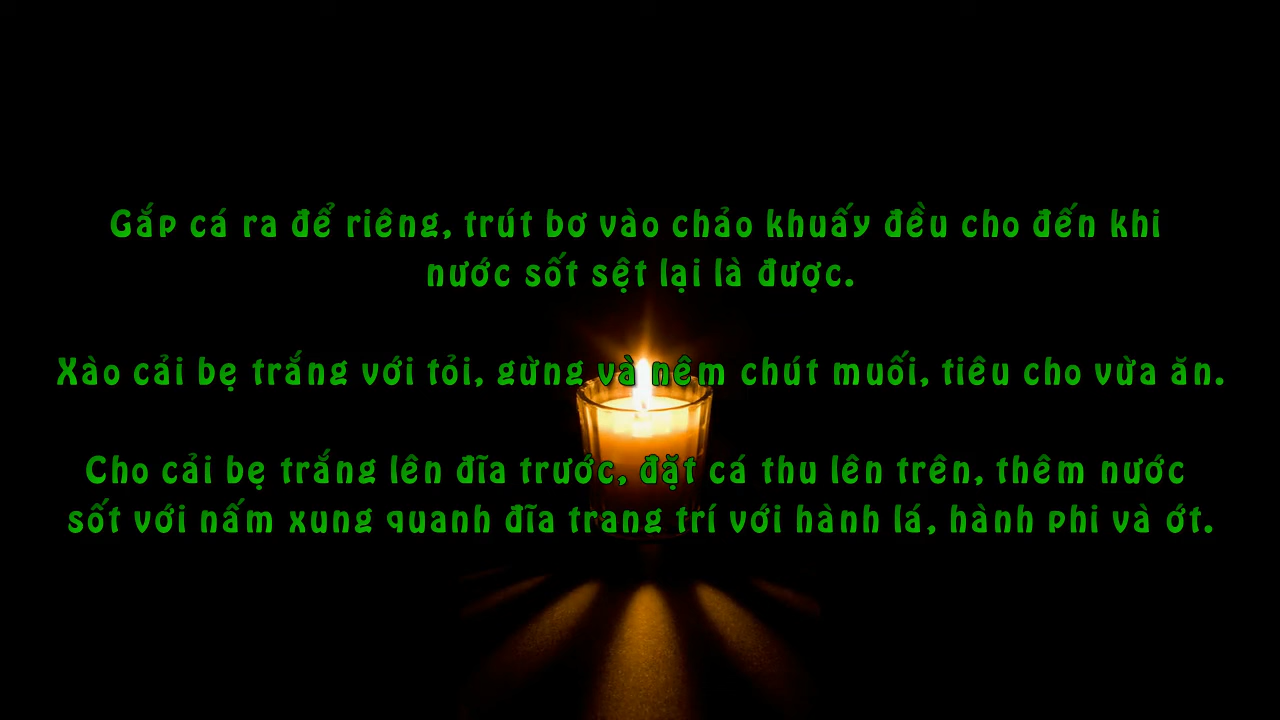 Gắp cá ra để riêng, trút bơ vào chảo khuấy đều cho đến khi
nước sốt sệt lại là được.
Xào cải bẹ trắng với tỏi, gừng và nêm chút muối, tiêu cho vừa ăn.
Cho cải bẹ trắng lên đĩa trước, đặt cá thu lên trên, thêm nước
sốt với nấm xung quanh đĩa trang trí với hành lá, hành phi và ớt.